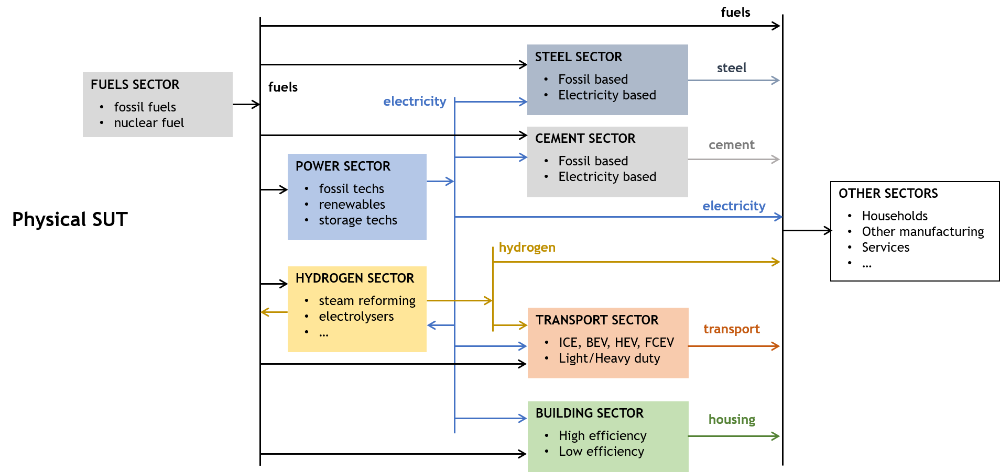 fuels
STEEL SECTOR
• Fossil based
• Electricity based
steel
FUELS SECTOR
• fossil fuels
• nuclear fuel
fuels
electricity
CEMENT SECTOR
• Fossil based
• Electricity based
cement
POWER SECTOR
• fossil techs
• renewables
• storage techs
electricity
OTHER SECTORS
• Households
• Other manufacturing
• Services
• ...
Physical SUT
hydrogen
HYDROGEN SECTOR
• steam reforming
• electrolysers
• ...
TRANSPORT SECTOR
• ICE, BEV, HEV, FCEV
• Light/Heavy duty
transport
BUILDING SECTOR
• High efficiency
• Low efficiency
housing